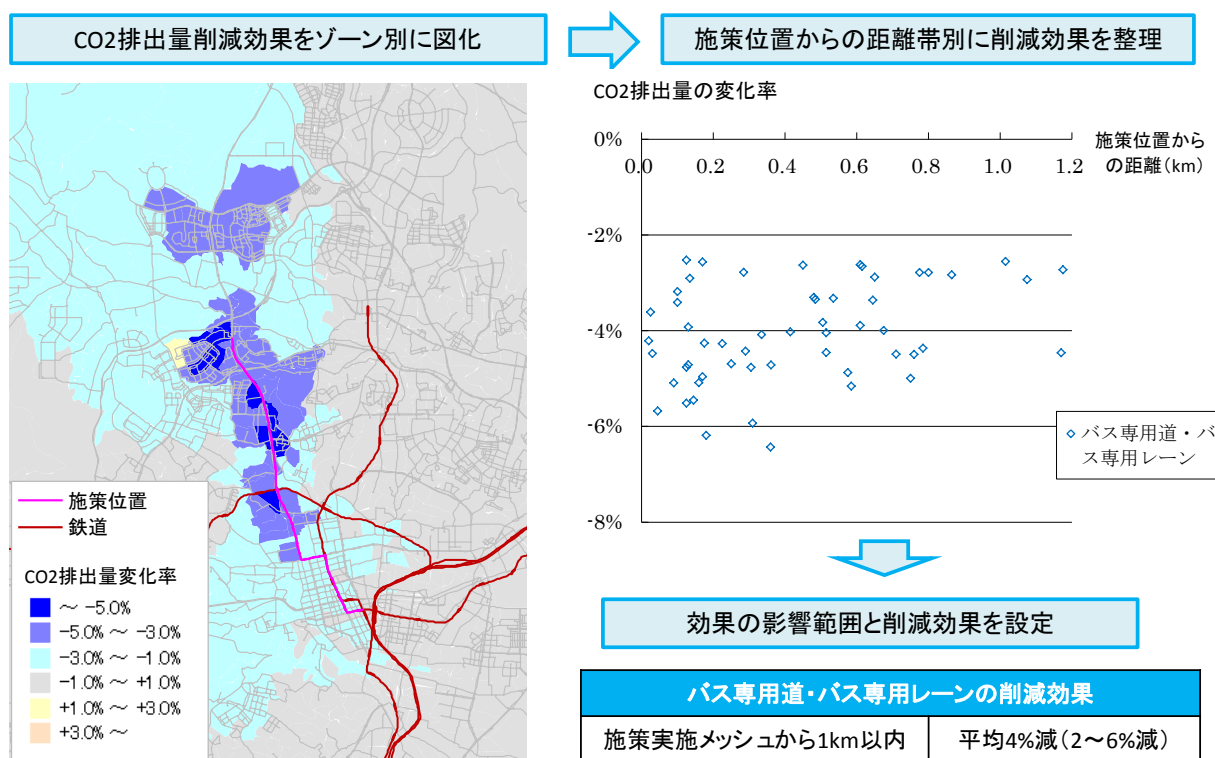 CO2排出量削減効果をゾーン別に図化
施策位置からの距離帯別に削減効果を整理
施策位置
鉄道
CO2排出量変化率
～ -5.0%
-5.0% ～ -3.0%
-3.0% ～ -1.0%
-1.0% ～ +1.0%
+1.0% ～ +3.0%
+3.0% ～
CO2排出量の変化率
0%
-2%
-4%
-6%
-8%
0.0 0.2 0.4 0.6 0.8 1.0 1.2
施策位置から
の距離(km)
バス専用道・バ
ス専用レーン
効果の影響範囲と削減効果を設定
バス専用道・バス専用レーンの削減効果
施策実施メッシュから1km以内 平均4%減(2～6%減)